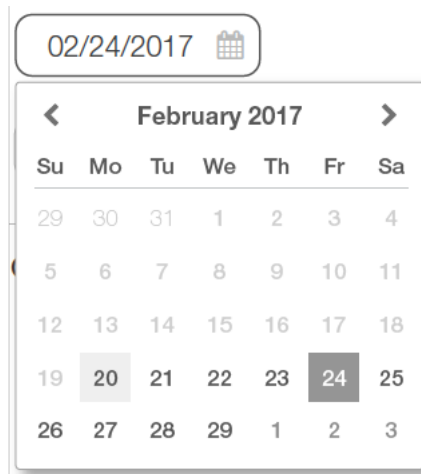 02/24/2017
February 2017
Su Mo Tu We Th Fr Sa
29 30 31 1 2 3 4
5 6 7 8 9 10 11
12 13 14 15 16 17 18
19 20 21 22 23 24 25
26 27 28 29 1 2 3